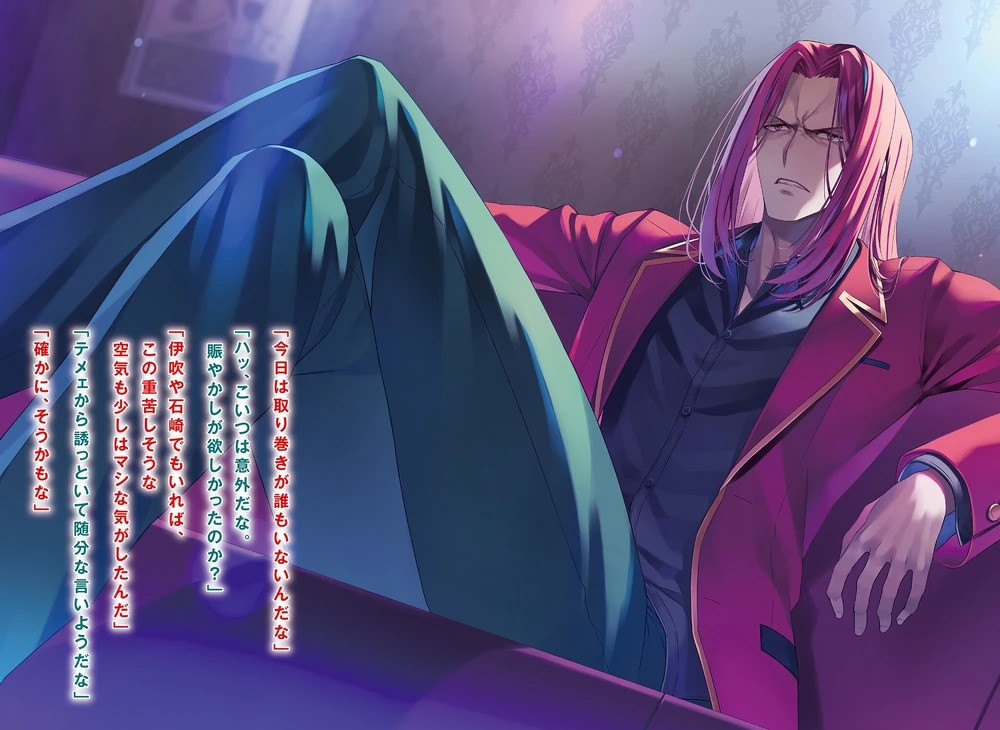 「今日は取り巻きが誰もいないんだな」
「ハッ、こいつは意外だな。
賑やかしが欲しかったのか？」
「伊吹や石崎でもいれば、
この重苦しそうな
空気も少しはマシな気がしたんだ」
「テメェから誘っといて随分な言いようだな」
「確かに、そうかもな」